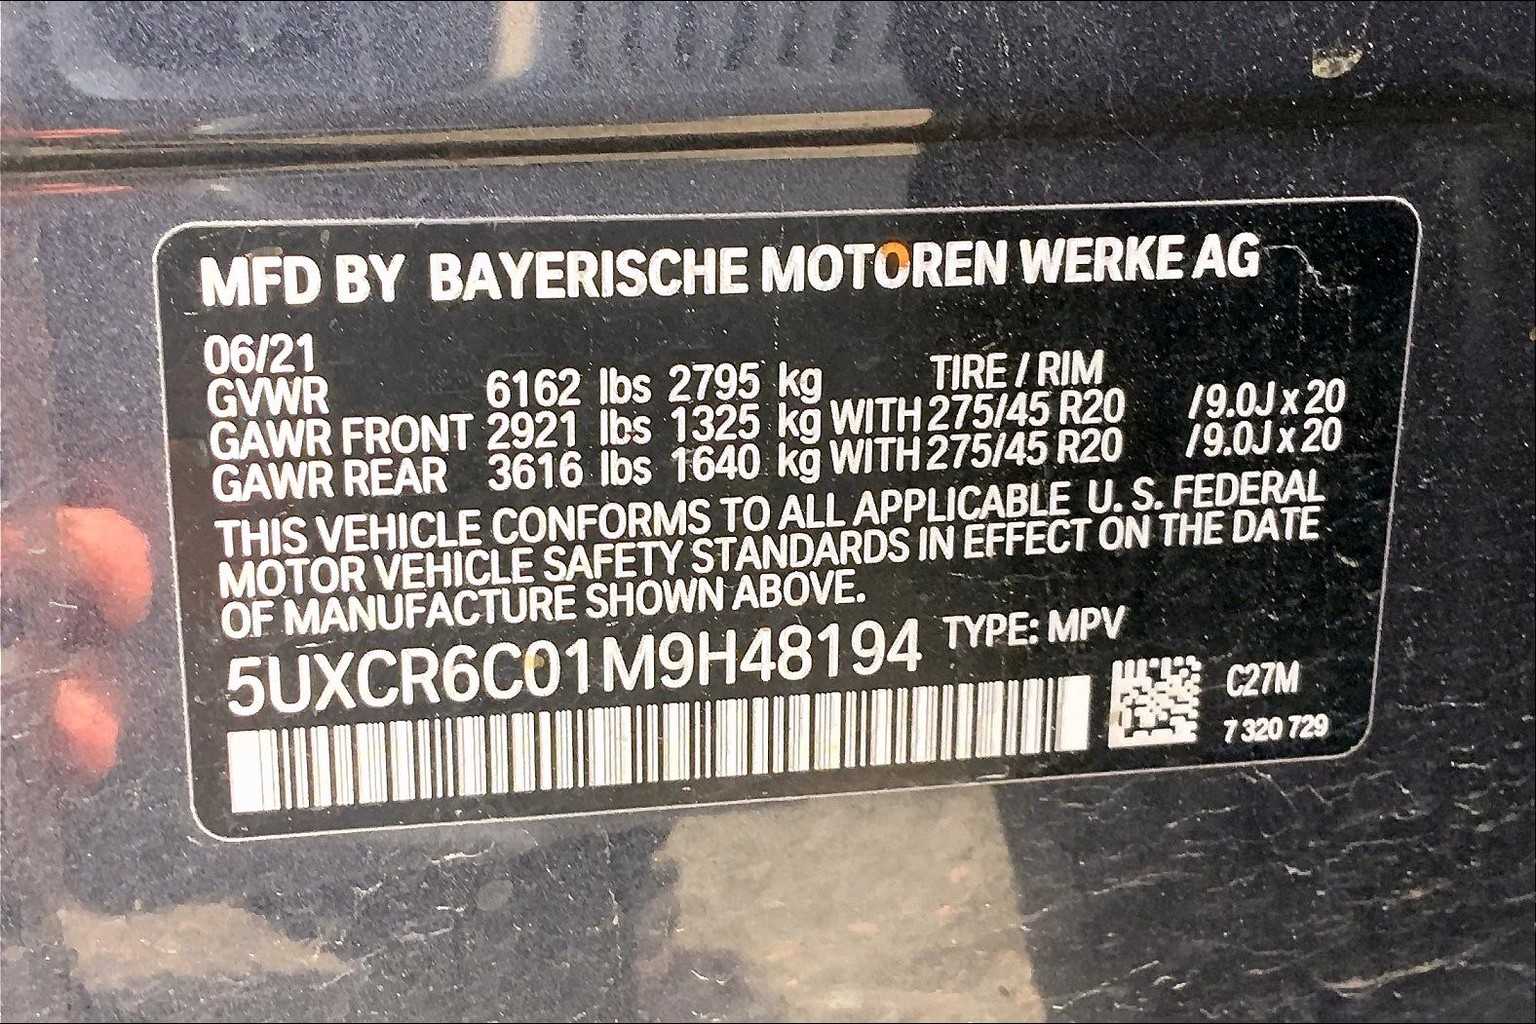 MFD BY BAYERISCHE MOTOREN WERKE AG
06/21 TIRE / RIM
GVWR 6162 lbs 2795 kg
GAWR FRONT 2921 lbs 1325 kg WITH 275/45 R20 /9.0J x 20
GAWR REAR 3616 lbs 1640 kg WITH 275/45 R20 /9.0J x 20
THIS VEHICLE CONFORMS TO ALL APPLICABLE U. S. FEDERAL
MOTOR VEHICLE SAFETY STANDARDS IN EFFECT ON THE DATE
OF MANUFACTURE SHOWN ABOVE.
5UXCR6C01M9H48194 TYPE: MPV
C27M
7 320 729